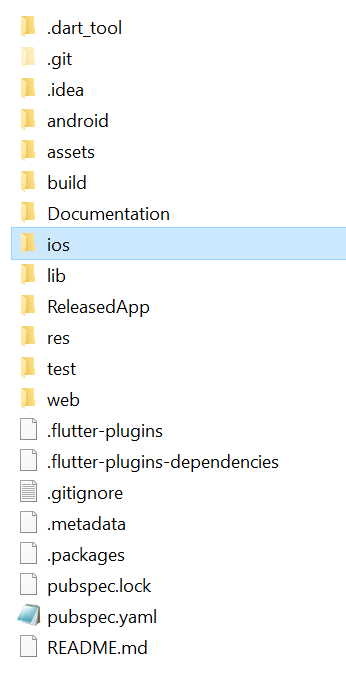 .dart_tool
.git
.idea
android
assets
build
Documentation
ios
lib
ReleasedApp
res
test
web
.flutter-plugins
.flutter-plugins-dependencies
.gitignore
.metadata
.packages
pubspec.lock
pubspec.yaml
README.md